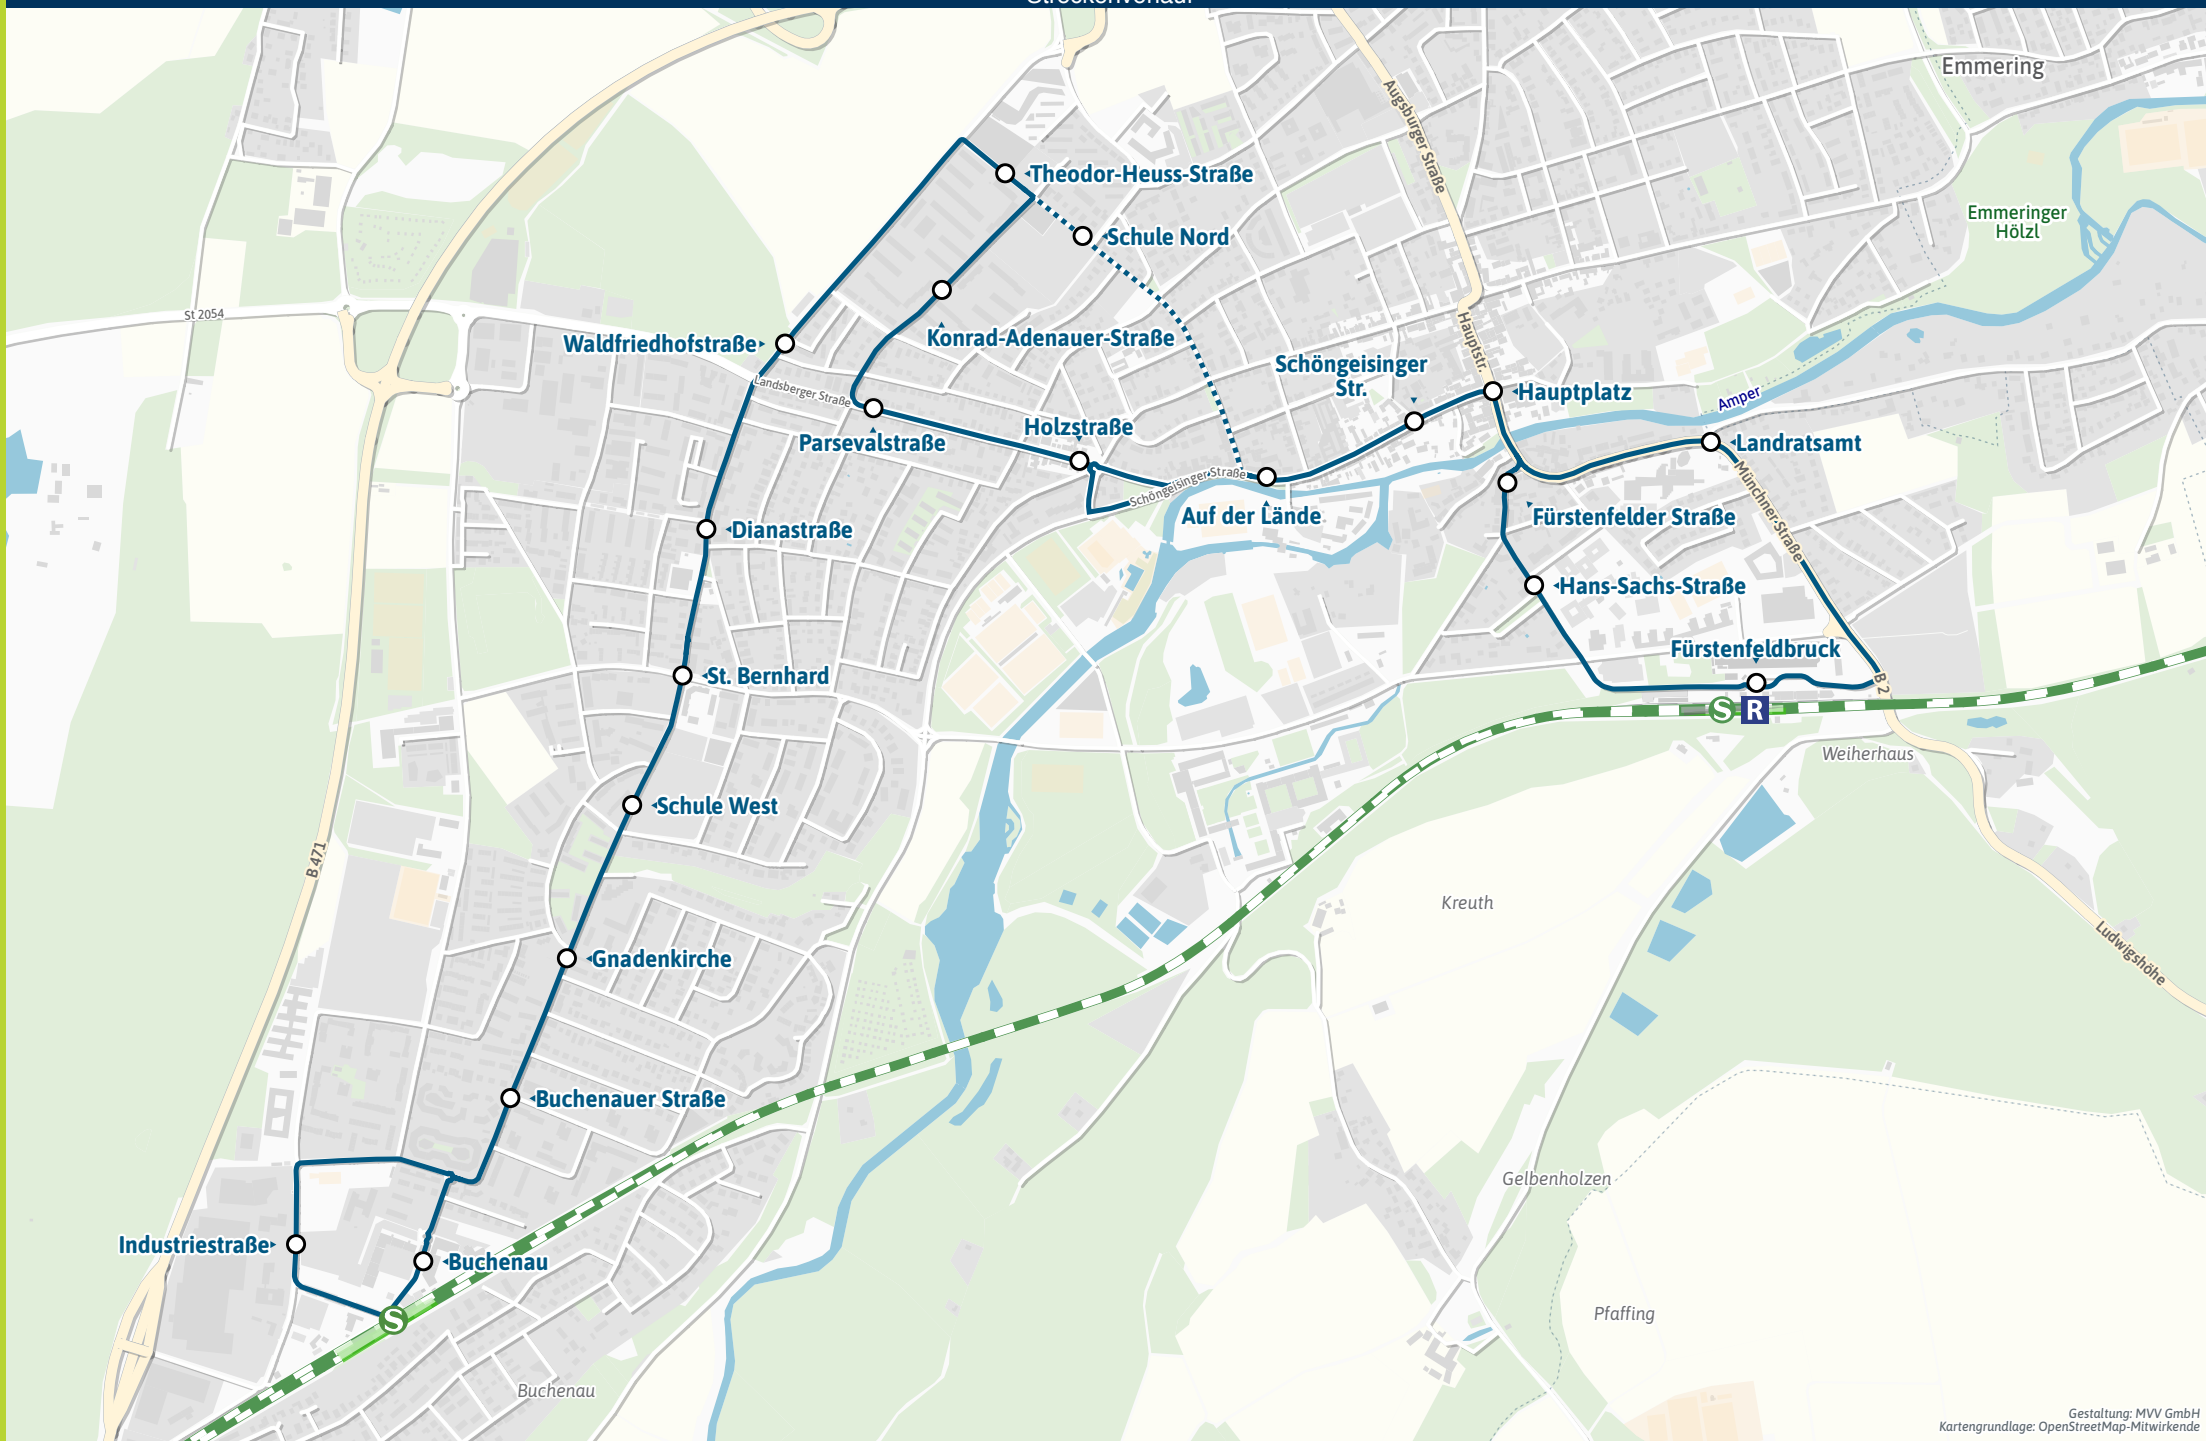 Streckenverlauf
Emmering
Augsburger Straße
Theodor-Heuss-Straße
Emmeringer
Hölzl
Schule Nord
St 2054
Hauptstr.
Konrad-Adenauer-Straße
Waldfriedhofstraße
Schöngeisinger
Str.
Landsberger Straße
Hauptplatz
Amper
Holzstraße
Parsevalstraße
Landratsamt
Schöngeisinger Straße
Münchner-Straße
Auf der Lände
Fürstenfelder Straße
Dianastraße
Hans-Sachs-Straße
Fürstenfeldbruck
St. Bernhard
B 2
S
R
Weiherhaus
Schule West
B 471
Kreuth
Ludwigshöhe
Gnadenkirche
Buchenauer Straße
Gelbenholzen
Industriestraße
Buchenau
S
Pfaffing
Buchenau
Gestaltung: MVV GmbH
Kartengrundlage: OpenStreetMap-Mitwirkende